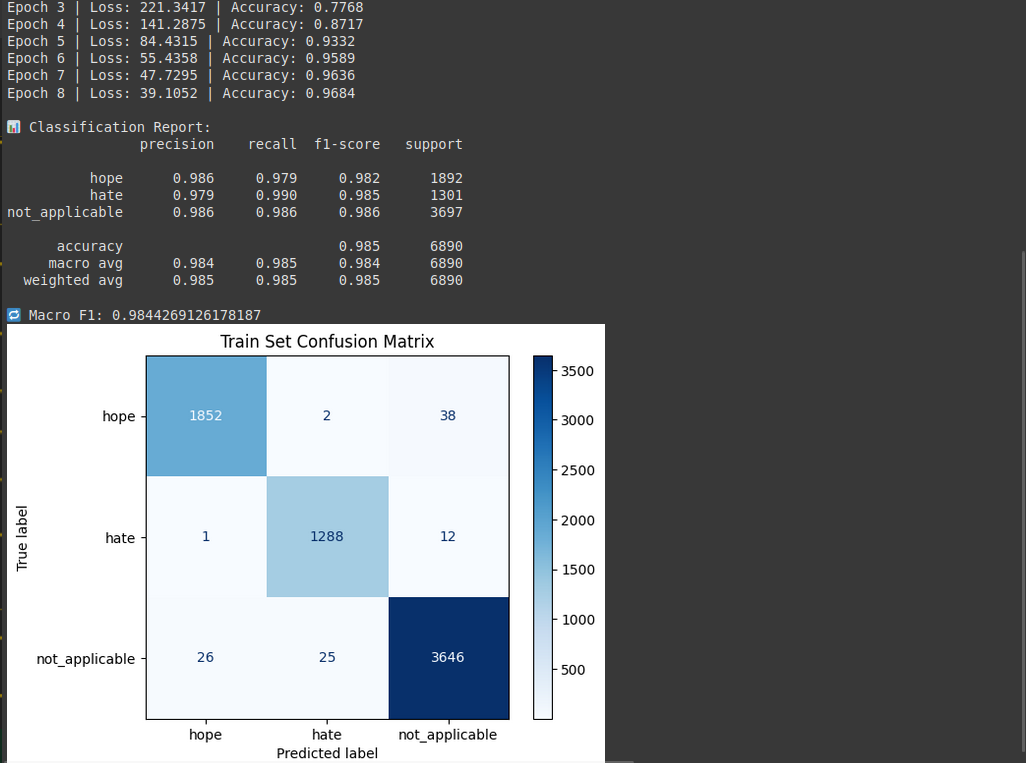 Epoch 3 | Loss: 221.3417 | Accuracy: 0.7768
Epoch 4 | Loss: 141.2875 | Accuracy: 0.8717
Epoch 5 | Loss: 84.4315 | Accuracy: 0.9332
Epoch 6 | Loss: 55.4358 | Accuracy: 0.9589
Epoch 7 | Loss: 47.7295 | Accuracy: 0.9636
Epoch 8 | Loss: 39.1052 | Accuracy: 0.9684
📊 Classification Report:
precision recall f1-score support
hope 0.986 0.979 0.982 1892
hate 0.979 0.990 0.985 1301
not_applicable 0.986 0.986 0.986 3697
accuracy 0.985 6890
macro avg 0.984 0.985 0.984 6890
weighted avg 0.985 0.985 0.985 6890
🔁 Macro F1: 0.9844269126178187
Train Set Confusion Matrix
hope 1852 2 38
hate 1 1288 12
not_applicable 26 25 3646
hope hate not_applicable
Predicted label
True label
3500
3000
2500
2000
1500
1000
500